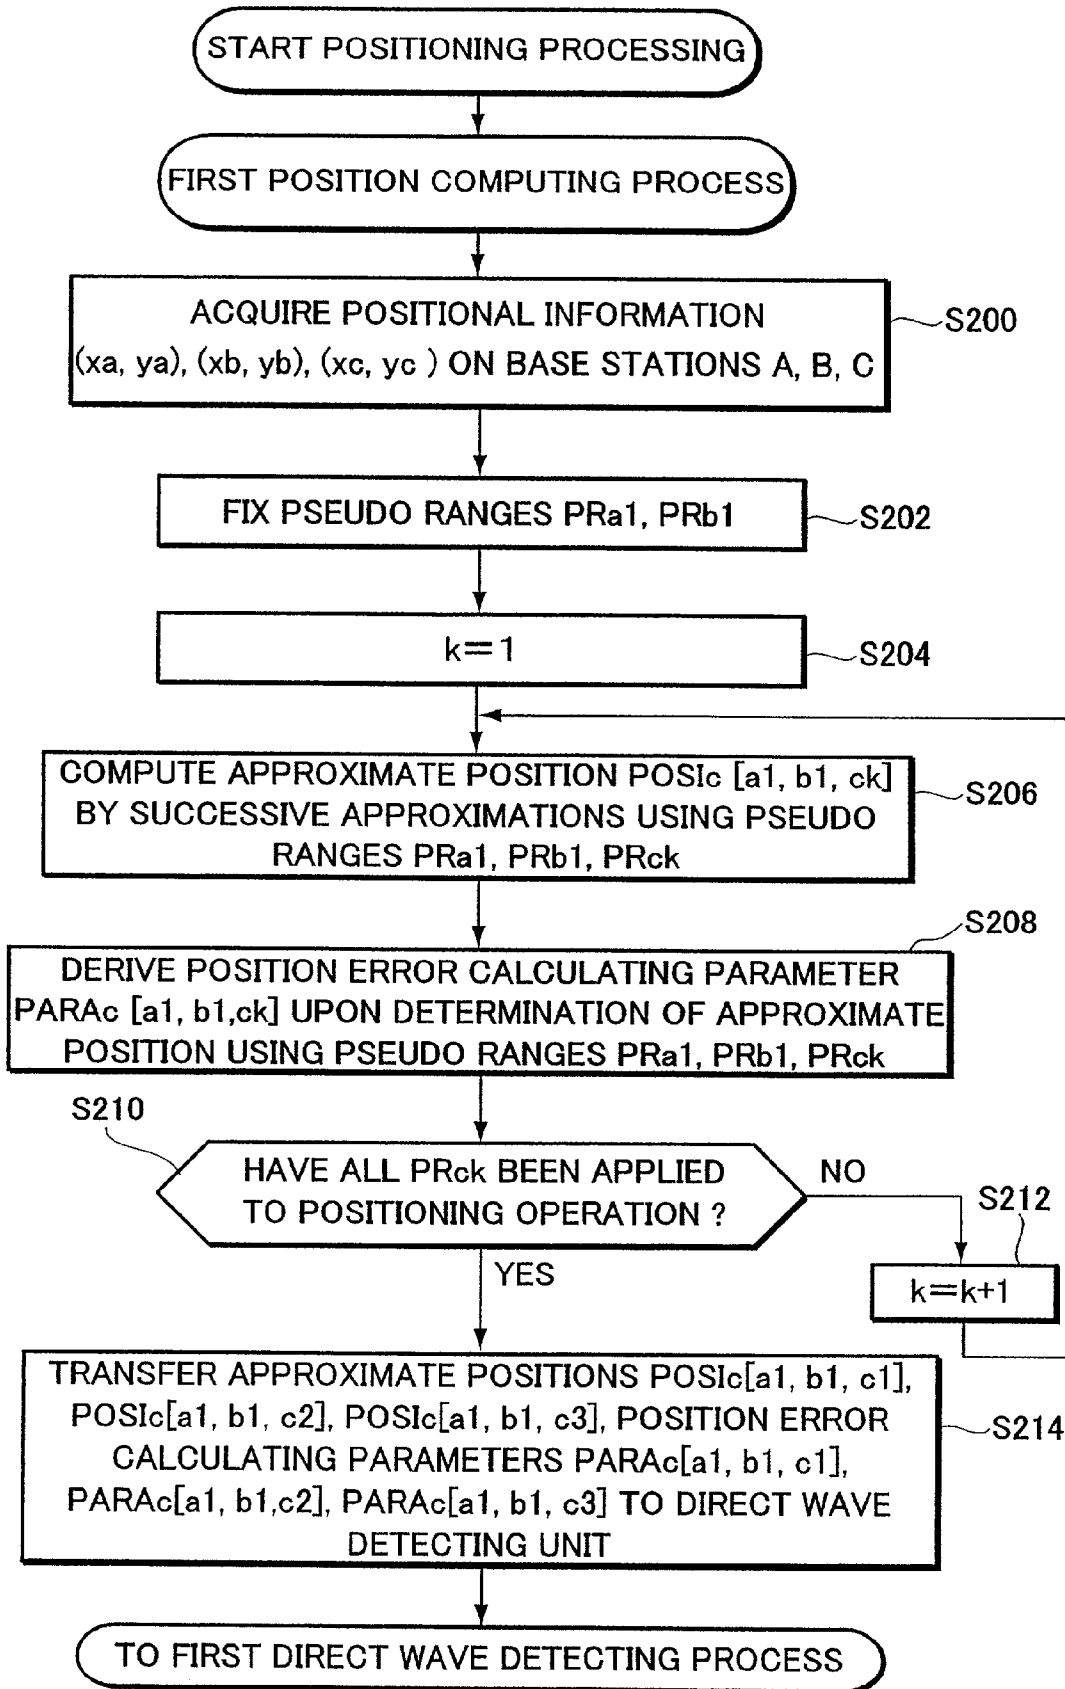 START POSITIONING PROCESSING
FIRST POSITION COMPUTING PROCESS
ACQUIRE POSITIONAL INFORMATION
(xa, ya), (xb, yb), (xc, yc ) ON BASE STATIONS A, B, C
S200
FIX PSEUDO RANGES PRa1, PRb1
S202
k=1
S204
COMPUTE APPROXIMATE POSITION POSIc [a1, b1, ck]
BY SUCCESSIVE APPROXIMATIONS USING PSEUDO
RANGES PRa1, PRb1, PRck
S206
S208
DERIVE POSITION ERROR CALCULATING PARAMETER
PARAc [a1, b1,ck] UPON DETERMINATION OF APPROXIMATE
POSITION USING PSEUDO RANGES PRa1, PRb1, PRck
S210
HAVE ALL PRck BEEN APPLIED
TO POSITIONING OPERATION ?
NO
S212
k=k+1
YES
TRANSFER APPROXIMATE POSITIONS POSIc[a1, b1, c1],
POSIc[a1, b1, c2], POSIc[a1, b1, c3], POSITION ERROR
CALCULATING PARAMETERS PARAc[a1, b1, c1],
PARAc[a1, b1,c2], PARAc[a1, b1, c3] TO DIRECT WAVE
DETECTING UNIT
S214
TO FIRST DIRECT WAVE DETECTING PROCESS